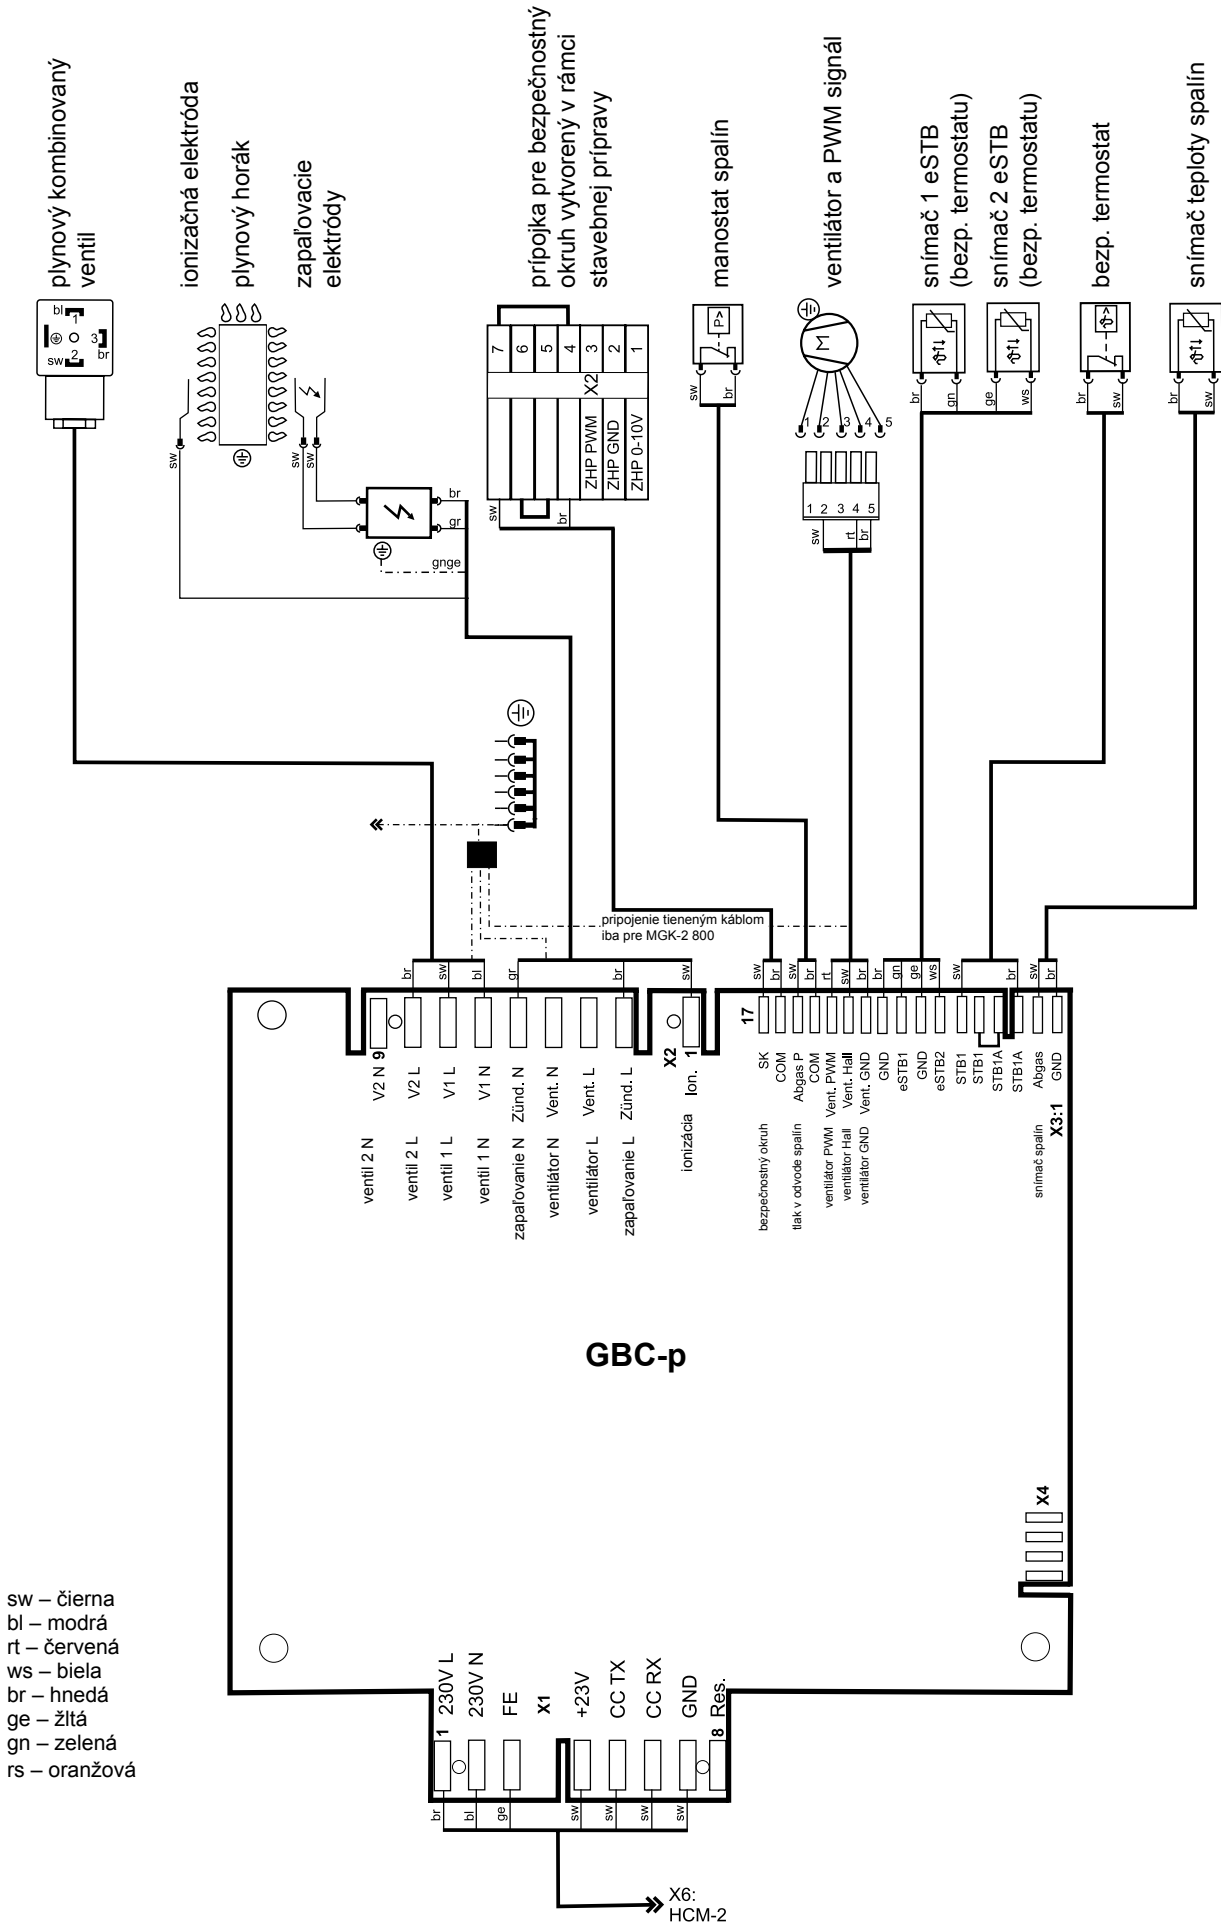 plynový kombinovaný
ventil
ionizačná elektróda
plynový horák
zapaľovacie
elektródy
prípojka pre bezpečnostný
okruh vytvorený v rámci
stavebnej prípravy
manostat spalín
ventilátor a PWM signál
snímač 1 eSTB
(bezp. termostatu)
snímač 2 eSTB
(bezp. termostatu)
bezp. termostat
snímač teploty spalín
bl
1
2
sw
3
br
sw
sw
sw
br
gr
gnge
7
6
5
4
3
2
1
X2
ZHP PWM
ZHP GND
ZHP 0-10V
sw
br
P>
sw
br
M
1
2
3
4
5
1 2 3 4 5
sw
rt
br
ϑ↑↓
br
gn
ϑ↑↓
ge
ws
ϑ>
br
sw
ϑ↑↓
br
sw
pripojenie tieneným káblom
iba pre MGK-2 800
br
sw
bl
gr
br
sw
sw
br
sw
br
rt
sw
br
br
gn
ge
ws
sw
br
sw
br
9
V2 N
V2 L
V1 L
V1 N
Zünd. N
Vent. N
Vent. L
Zünd. L
X2
1
Ion.
17
SK
COM
Abgas P
COM
Vent. PWM
Vent. Hall
Vent. GND
GND
eSTB1
GND
eSTB2
STB1
STB1
STB1A
STB1A
Abgas
GND
X3:1
ventil 2 N
ventil 2 L
ventil 1 L
ventil 1 N
zapaľovanie N
ventilátor N
ventilátor L
zapaľovanie L
ionizácia
bezpečnostný okruh
tlak v odvode spalín
ventilátor PWM
ventilátor Hall
ventilátor GND
snímač spalín
GBC-p
X4
sw – čierna
bl – modrá
rt – červená
ws – biela
br – hnedá
ge – žltá
gn – zelená
rs – oranžová
1
230V L
230V N
FE
X1
+23V
CC TX
CC RX
GND
8
Res.
br
bl
ge
sw
sw
sw
sw
X6:
HCM-2